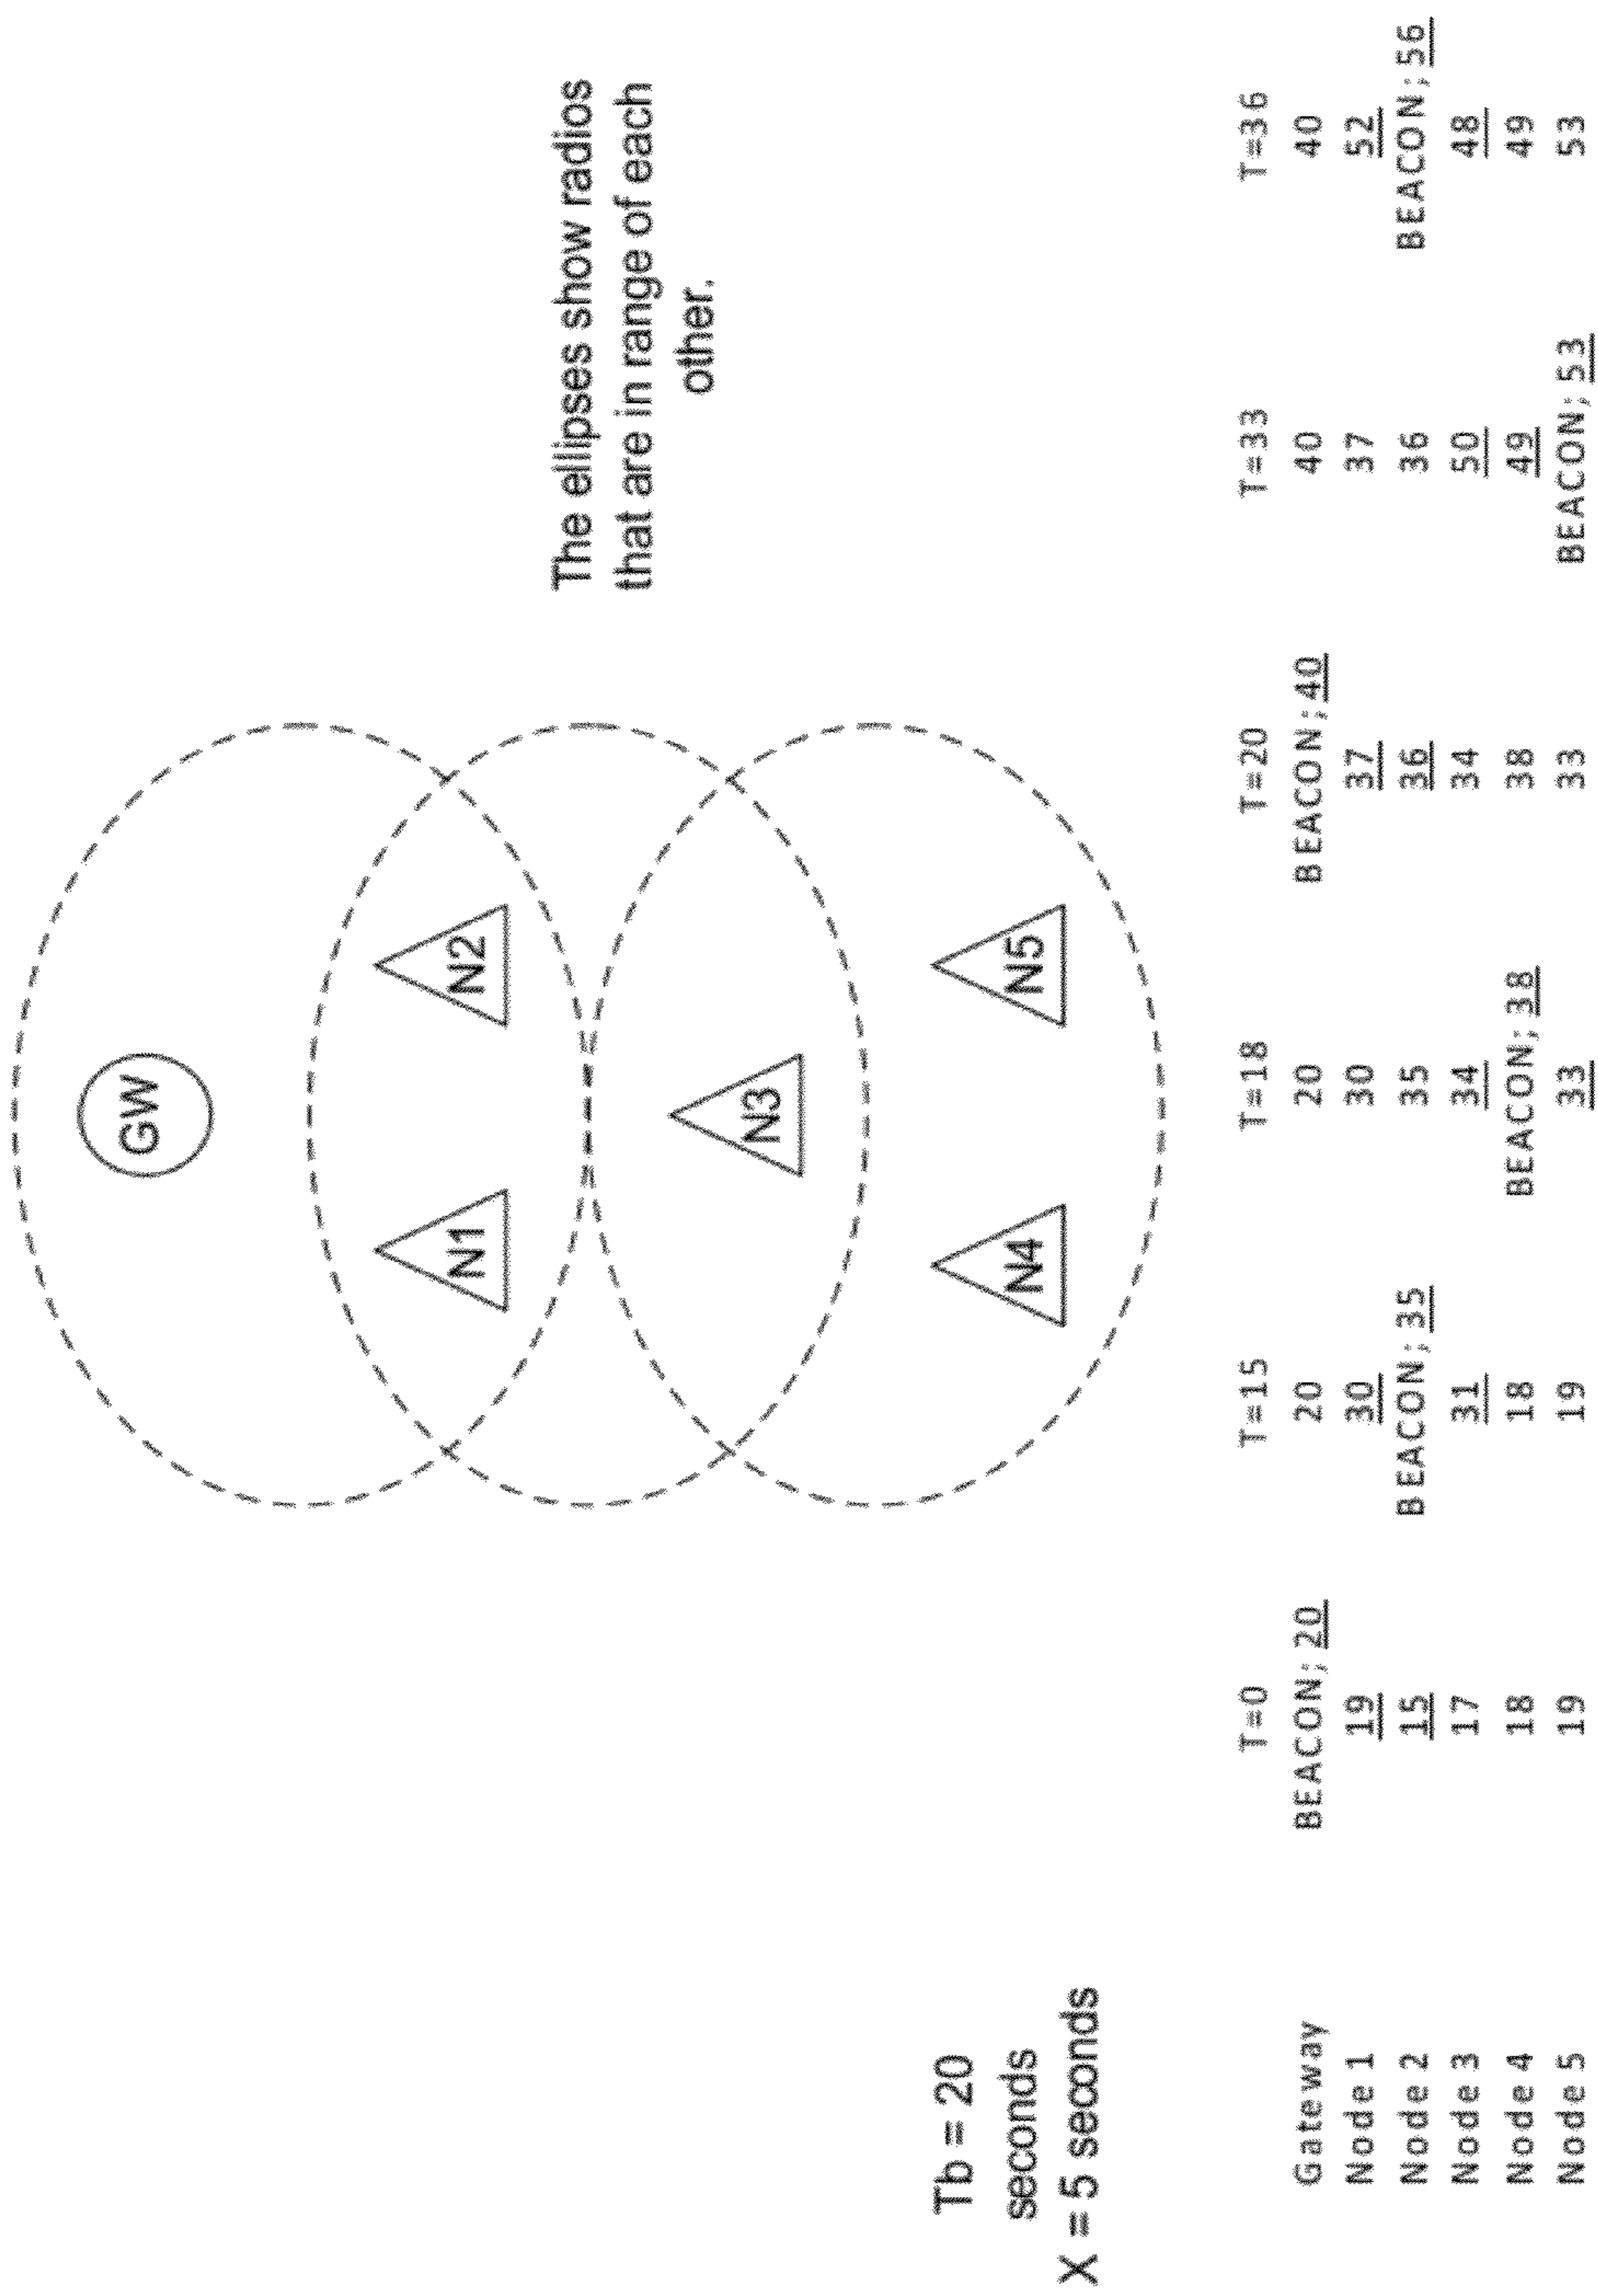 GW
N1
N2
N3
N4
N5
The ellipses show radios
that are in range of each
other.
Tb = 20
seconds
X = 5 seconds
T=0 T=15 T=18 T=20 T=33 T=36
Gateway BEACON; 20 20 20 BEACON; 40 40 40
Node 1 19 30 30 37 37 52
Node 2 15 BEACON; 35 35 36 36 BEACON; 56
Node 3 17 31 34 34 50 48
Node 4 18 18 BEACON; 38 38 49 49
Node 5 19 19 33 33 BEACON; 53 53